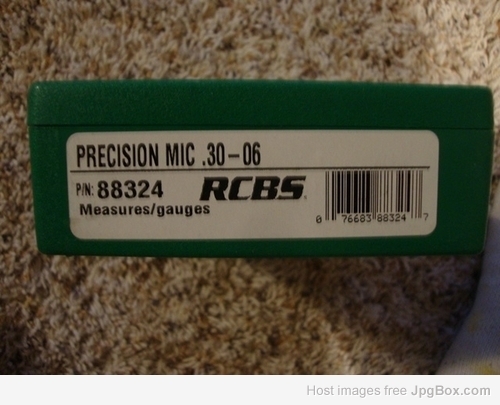 PRECISION MIC .30-06
P/N: 88324 RCBS
Measures/gauges
0 76683 88324 7
Host images free JpgBox.com